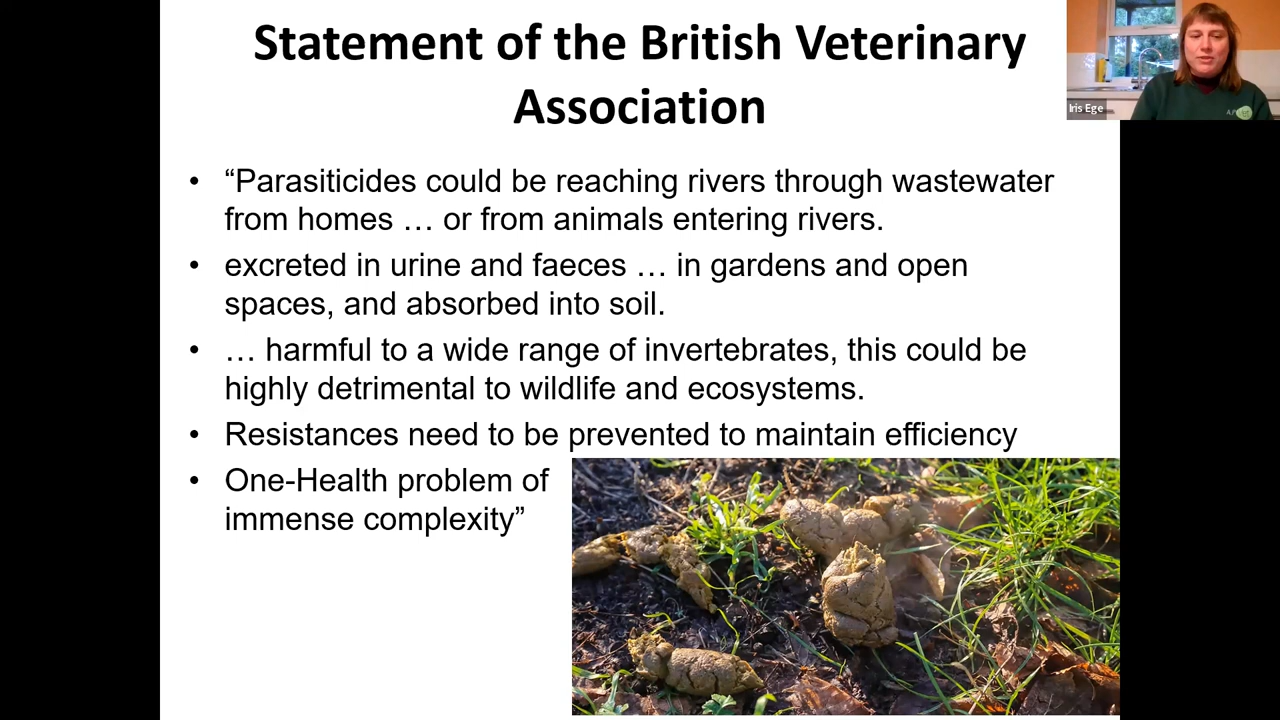 Statement of the British Veterinary
Association
Iris Ege
• “Parasiticides could be reaching rivers through wastewater
from homes … or from animals entering rivers.
• excreted in urine and faeces … in gardens and open
spaces, and absorbed into soil.
• … harmful to a wide range of invertebrates, this could be
highly detrimental to wildlife and ecosystems.
• Resistances need to be prevented to maintain efficiency
• One-Health problem of
immense complexity”